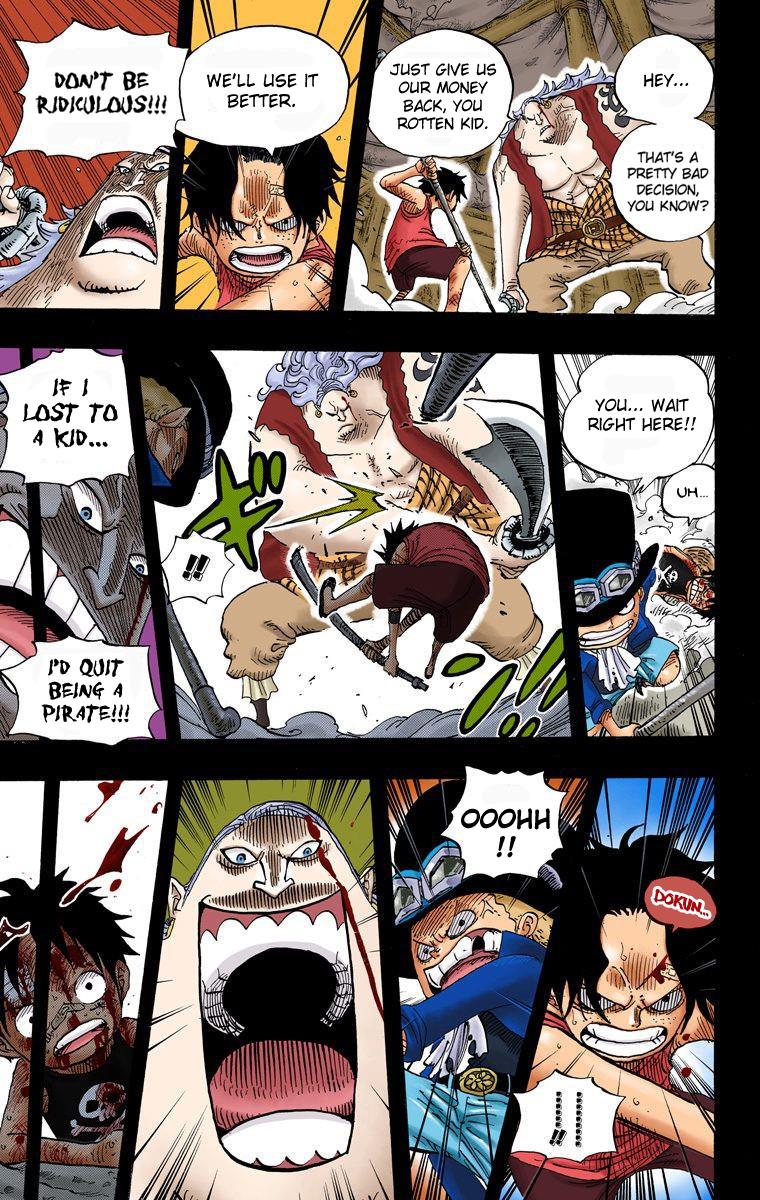 HEY...
THAT'S A
PRETTY BAD
DECISION,
YOU KNOW?
JUST GIVE US
OUR MONEY
BACK, YOU
ROTTEN KID.
WE'LL USE IT
BETTER.
DON'T BE
RIDICULOUS!!!
YOU... WAIT
RIGHT HERE!!
UH...
ギ
!!
!!
IF I
LOST TO
A KID...
I'D QUIT
BEING A
PIRATE!!!
DOKUN...
......!!
......!!
OOOHH
!!